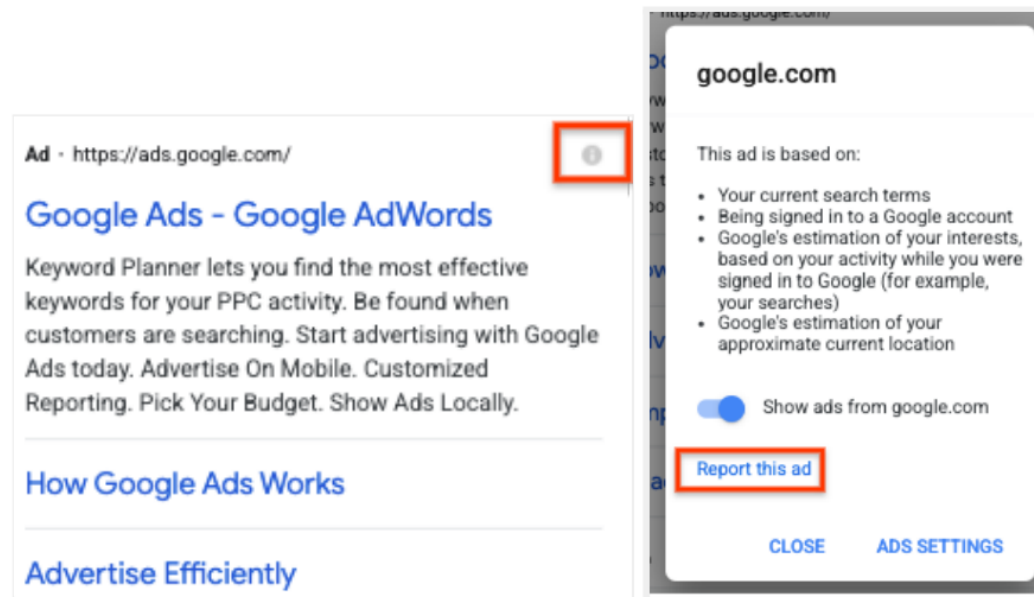 Ad · https://ads.google.com/
Google Ads - Google AdWords
Keyword Planner lets you find the most effective
keywords for your PPC activity. Be found when
customers are searching. Start advertising with Google
Ads today. Advertise On Mobile. Customized
Reporting. Pick Your Budget. Show Ads Locally.
How Google Ads Works
Advertise Efficiently
https://ads.google.com/
google.com
This ad is based on:
• Your current search terms
• Being signed in to a Google account
• Google's estimation of your interests,
based on your activity while you were
signed in to Google (for example,
your searches)
• Google's estimation of your
approximate current location
Show ads from google.com
Report this ad
CLOSE ADS SETTINGS